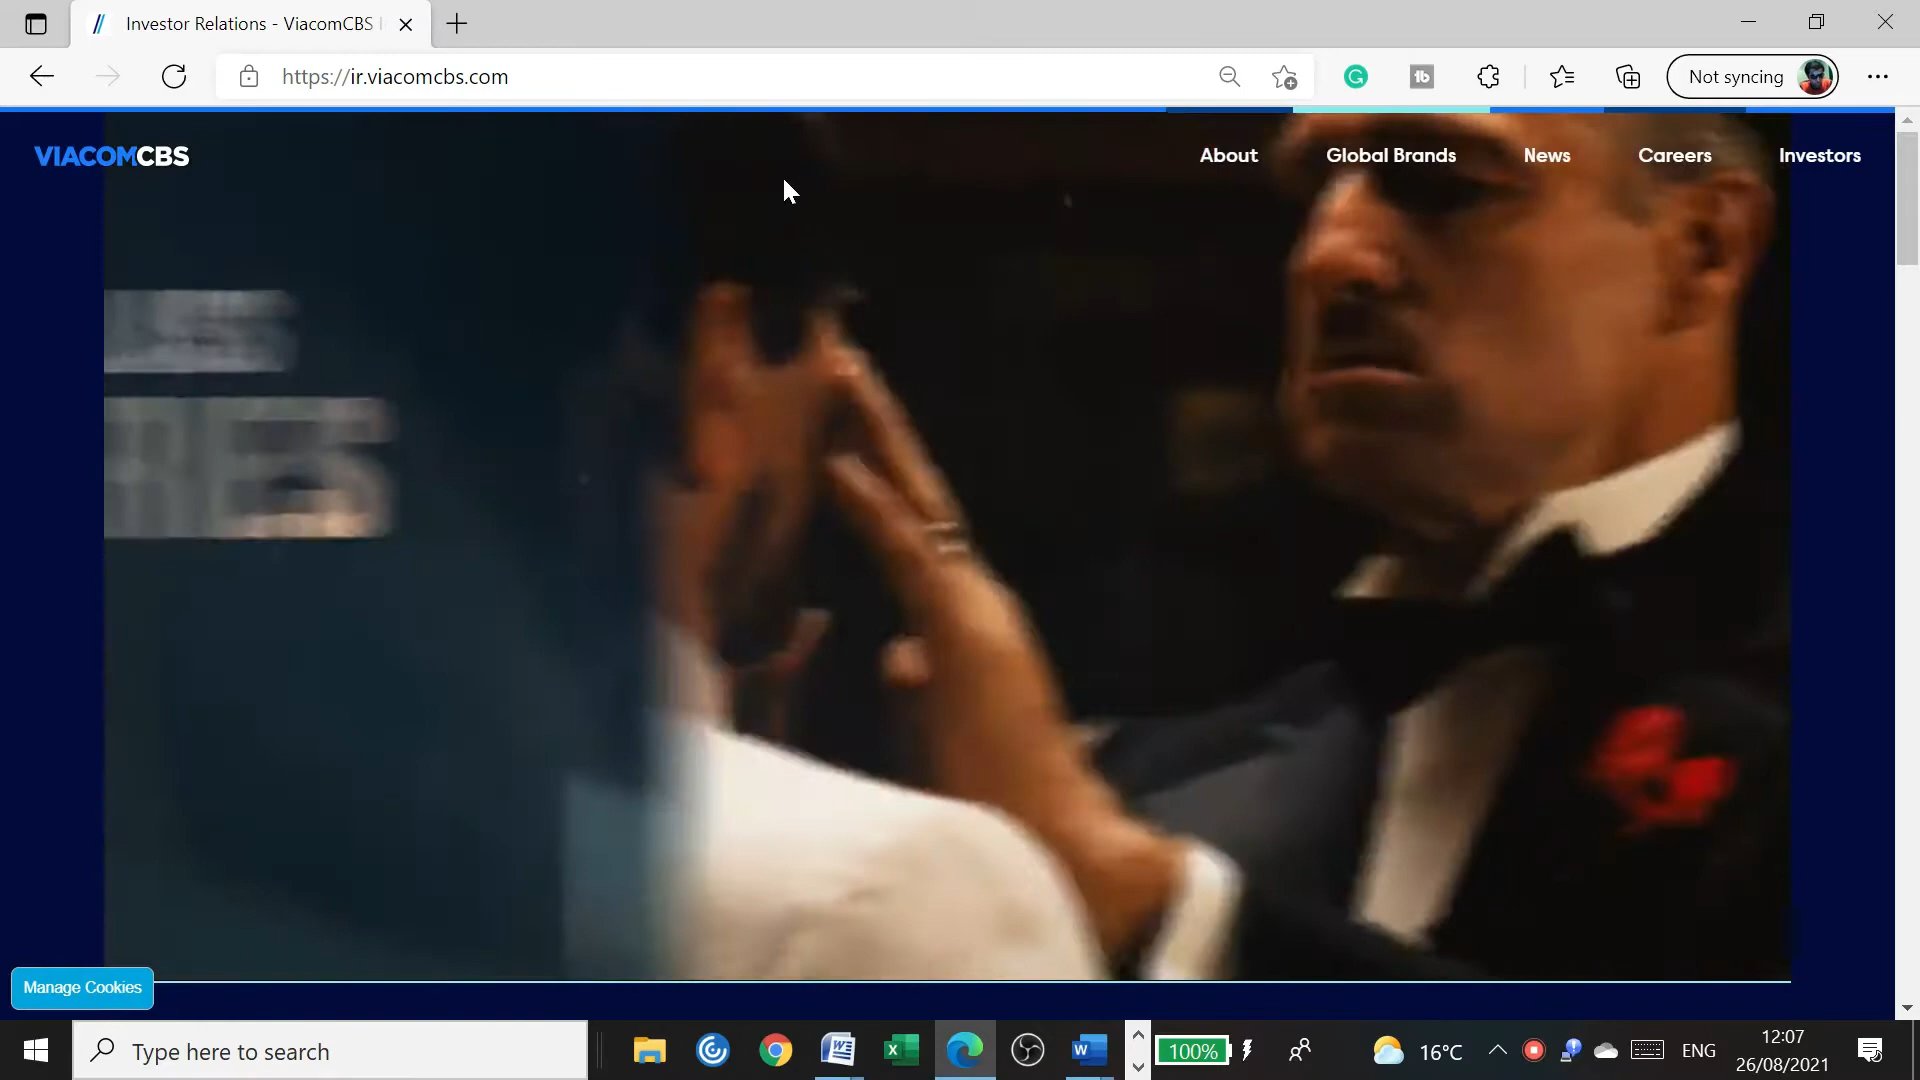 Investor Relations - ViacomCBS
https://ir.viacomcbs.com
Not syncing
VIACOMCBS
About
Global Brands
News
Careers
Investors
Manage Cookies
Type here to search
100%
16°C
ENG
12:07
26/08/2021